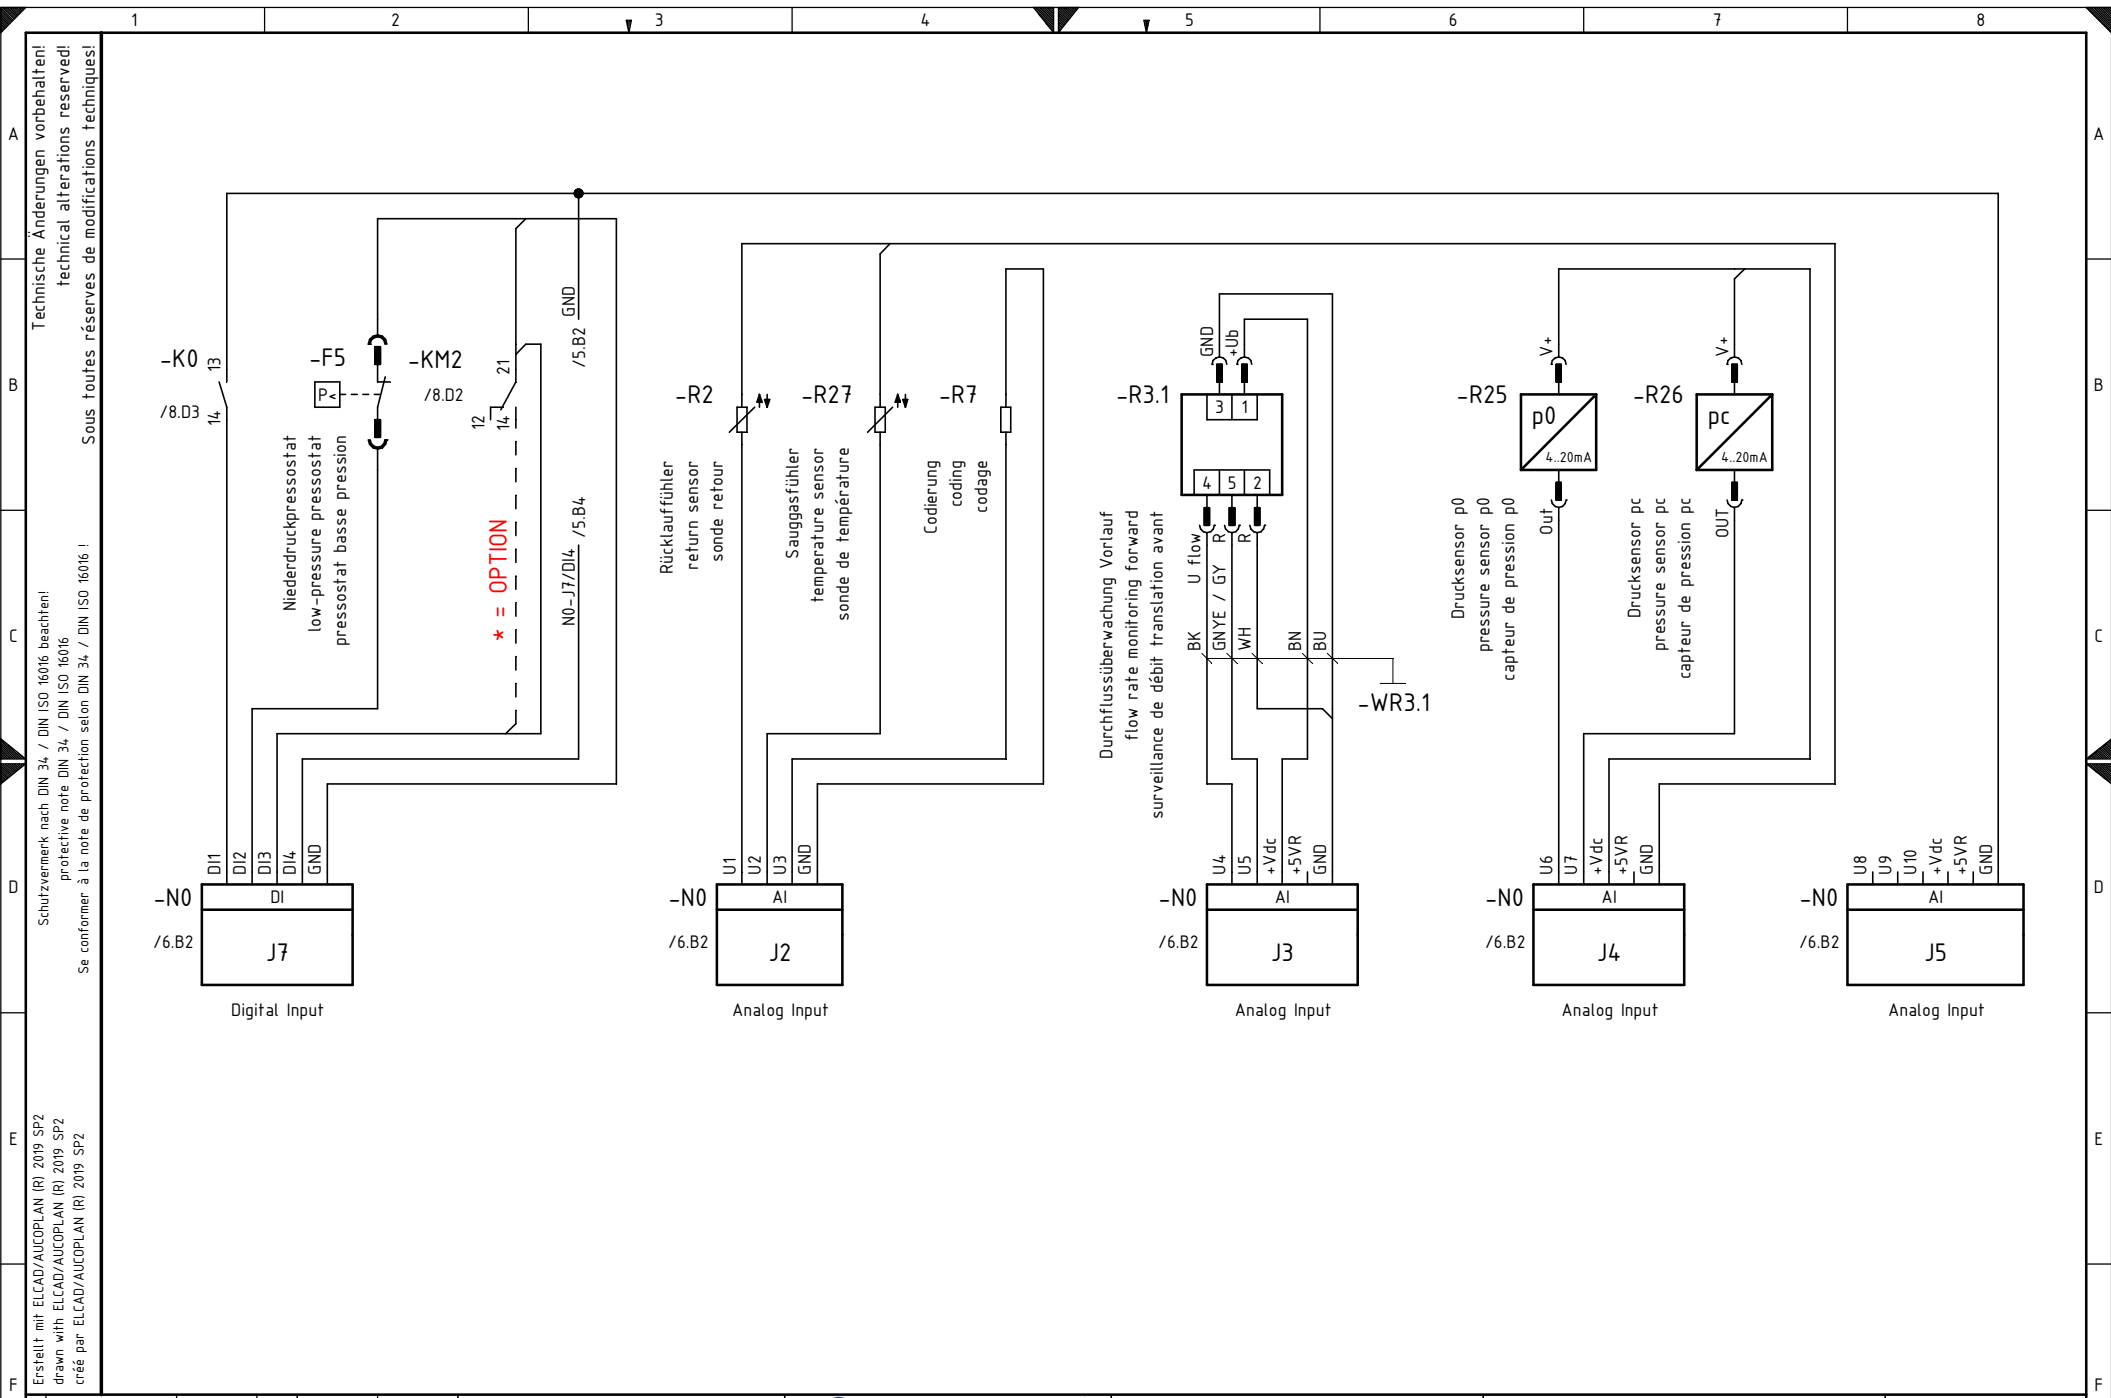 1 2 3 4 5 6 7 8
A
B
C
D
E
F
A
B
C
D
E
F
Technische Änderungen vorbehalten!
technical alterations reserved!
Sous toutes réserves de modifications techniques!
Schutzvermerk nach DIN 34 / DIN ISO 16016 beachten!
protective note DIN 34 / DIN ISO 16016
Se conformer à la note de protection selon DIN 34 / DIN ISO 16016 !
Erstellt mit ELCAD/AUCOPLAN (R) 2019 SP2
drawn with ELCAD/AUCOPLAN (R) 2019 SP2
créé par ELCAD/AUCOPLAN (R) 2019 SP2
-K0
/8.D3
13
14
-F5
P<
Niederdruckpressostat
low-pressure pressostat
pressostat basse pression
-KM2
/8.D2
21
12
14
* = OPTION
GND
/5.B2
N0-J7/DI4 /5.B4
-R2
Rücklauffühler
return sensor
sonde retour
-R27
Sauggasfühler
temperature sensor
sonde de température
-R7
Codierung
coding
codage
-R3.1
GND
+Ub
3 1
4 5 2
U flow
R
R
BK
GNYE / GY
WH
BN
BU
-WR3.1
Durchflussüberwachung Vorlauf
flow rate monitoring forward
surveillance de débit translation avant
-R25
V+
p0
4..20mA
Out
Drucksensor p0
pressure sensor p0
capteur de pression p0
-R26
V+
pc
4..20mA
OUT
Drucksensor pc
pressure sensor pc
capteur de pression pc
DI1
DI2
DI3
DI4
GND
-N0
/6.B2
DI
J7
Digital Input
U1
U2
U3
GND
-N0
/6.B2
AI
J2
Analog Input
U4
U5
+Vdc
+5VR
GND
-N0
/6.B2
AI
J3
Analog Input
U6
U7
+Vdc
+5VR
GND
-N0
/6.B2
AI
J4
Analog Input
U8
U9
U10
+Vdc
+5VR
GND
-N0
/6.B2
AI
J5
Analog Input